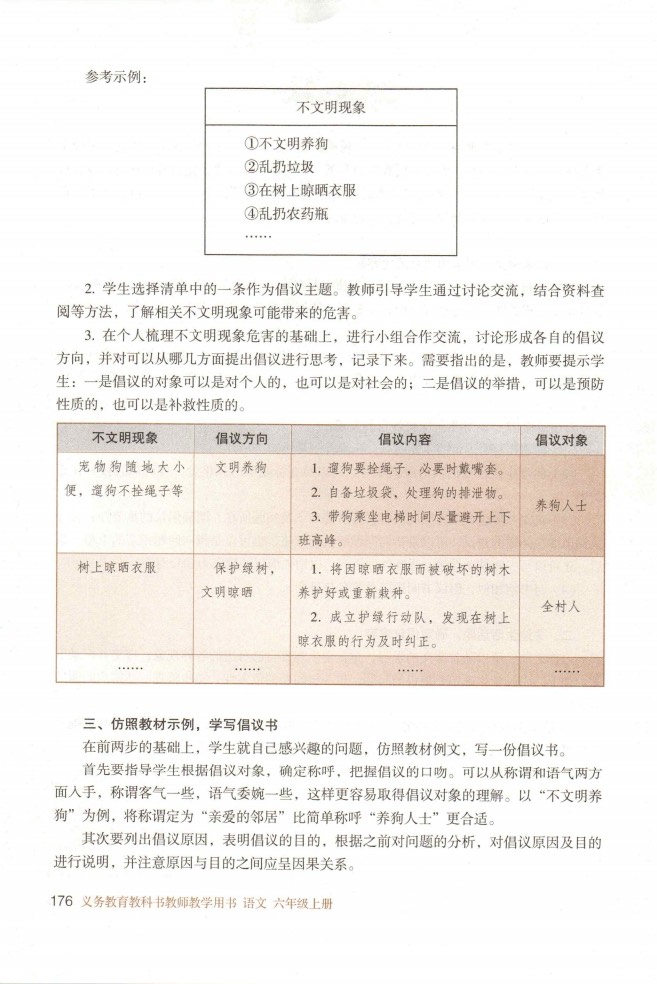 参考示例：
不文明现象
①不文明养狗
②乱扔垃圾
③在树上晾晒衣服
④乱扔农药瓶
……
2. 学生选择清单中的一条作为倡议主题。教师引导学生通过讨论交流，结合资料查
阅等方法，了解相关不文明现象可能带来的危害。
3. 在个人梳理不文明现象危害的基础上，进行小组合作交流，讨论形成各自的倡议
方向，并对可以从哪几方面提出倡议进行思考，记录下来。需要指出的是，教师要提示学
生：一是倡议的对象可以是对个人的，也可以是对社会的；二是倡议的举措，可以是预防
性质的，也可以是补救性质的。
不文明现象 倡议方向 倡议内容 倡议对象
宠物狗随地大小
便，遛狗不拴绳子等
文明养狗
1. 遛狗要拴绳子，必要时戴嘴套。
2. 自备垃圾袋，处理狗的排泄物。
3. 带狗乘坐电梯时间尽量避开上下
班高峰。
养狗人士
树上晾晒衣服
保护绿树，
文明晾晒
1. 将因晾晒衣服而被破坏的树木
养护好或重新栽种。
2. 成立护绿行动队，发现在树上
晾衣服的行为及时纠正。
全村人
…… …… …… ……
三、仿照教材示例，学写倡议书
在前两步的基础上，学生就自己感兴趣的问题，仿照教材例文，写一份倡议书。
首先要指导学生根据倡议对象，确定称呼，把握倡议的口吻。可以从称谓和语气两方
面入手，称谓客气一些，语气委婉一些，这样更容易取得倡议对象的理解。以“不文明养
狗”为例，将称谓定为“亲爱的邻居”比简单称呼“养狗人士”更合适。
其次要列出倡议原因，表明倡议的目的，根据之前对问题的分析，对倡议原因及目的
进行说明，并注意原因与目的之间应呈因果关系。
176 义务教育教科书教师教学用书 语文 六年级上册